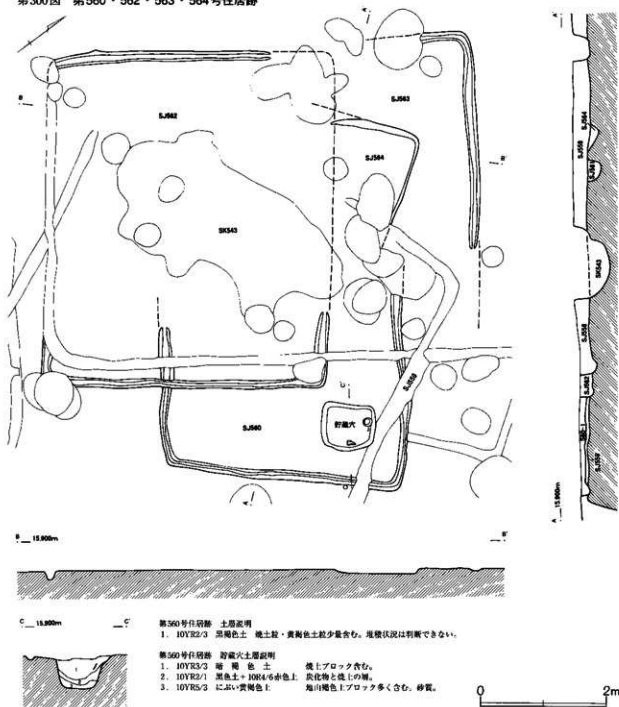 第300図 第560・562・563・564号住居跡
A
SJ563
B
SJ562
B'
SJ564
SK543
C
SJ559
貯蔵穴
SJ560
C'
A'
A'
SJ564
SJ558
SJ561
SK543
SJ558
SJ562
SJ559
A 15.900m
B 15.900m
B'
C 15.900m
C'
第560号住居跡 土層説明
1. 10YR2/3 黒褐色土 焼土粒・黄褐色土粒少量含む。堆積状況は判断できない。
第560号住居跡 貯蔵穴土層説明
1. 10YR3/3 暗褐色土 焼土ブロック含む。
2. 10YR2/1 黒色土+10R4/6赤色土 炭化物と焼土の層。
3. 10YR5/3 にぶい黄褐色土 地山褐色土ブロック多く含む、砂質。
0 2m